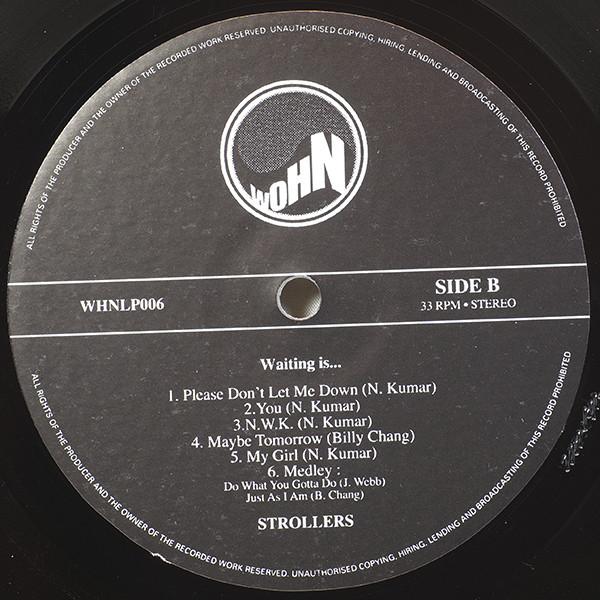 ALL RIGHTS OF THE PRODUCER AND THE OWNER OF THE RECORDED WORK RESERVED. UNAUTHORISED COPYING, HIRING, LENDING AND BROADCASTING OF THIS RECORD PROHIBITED
WOHN
WHNLP006
SIDE B
33 RPM • STEREO
Waiting is...
1. Please Don't Let Me Down (N. Kumar)
2.You (N. Kumar)
3.N.W.K. (N. Kumar)
4. Maybe Tomorrow (Billy Chang)
5. My Girl (N. Kumar)
6. Medley :
Do What You Gotta Do (J. Webb)
Just As I Am (B. Chang)
STROLLERS
ALL RIGHTS OF THE PRODUCER AND THE OWNER OF THE RECORDED WORK RESERVED. UNAUTHORISED COPYING, HIRING, LENDING AND BROADCASTING OF THIS RECORD PROHIBITED